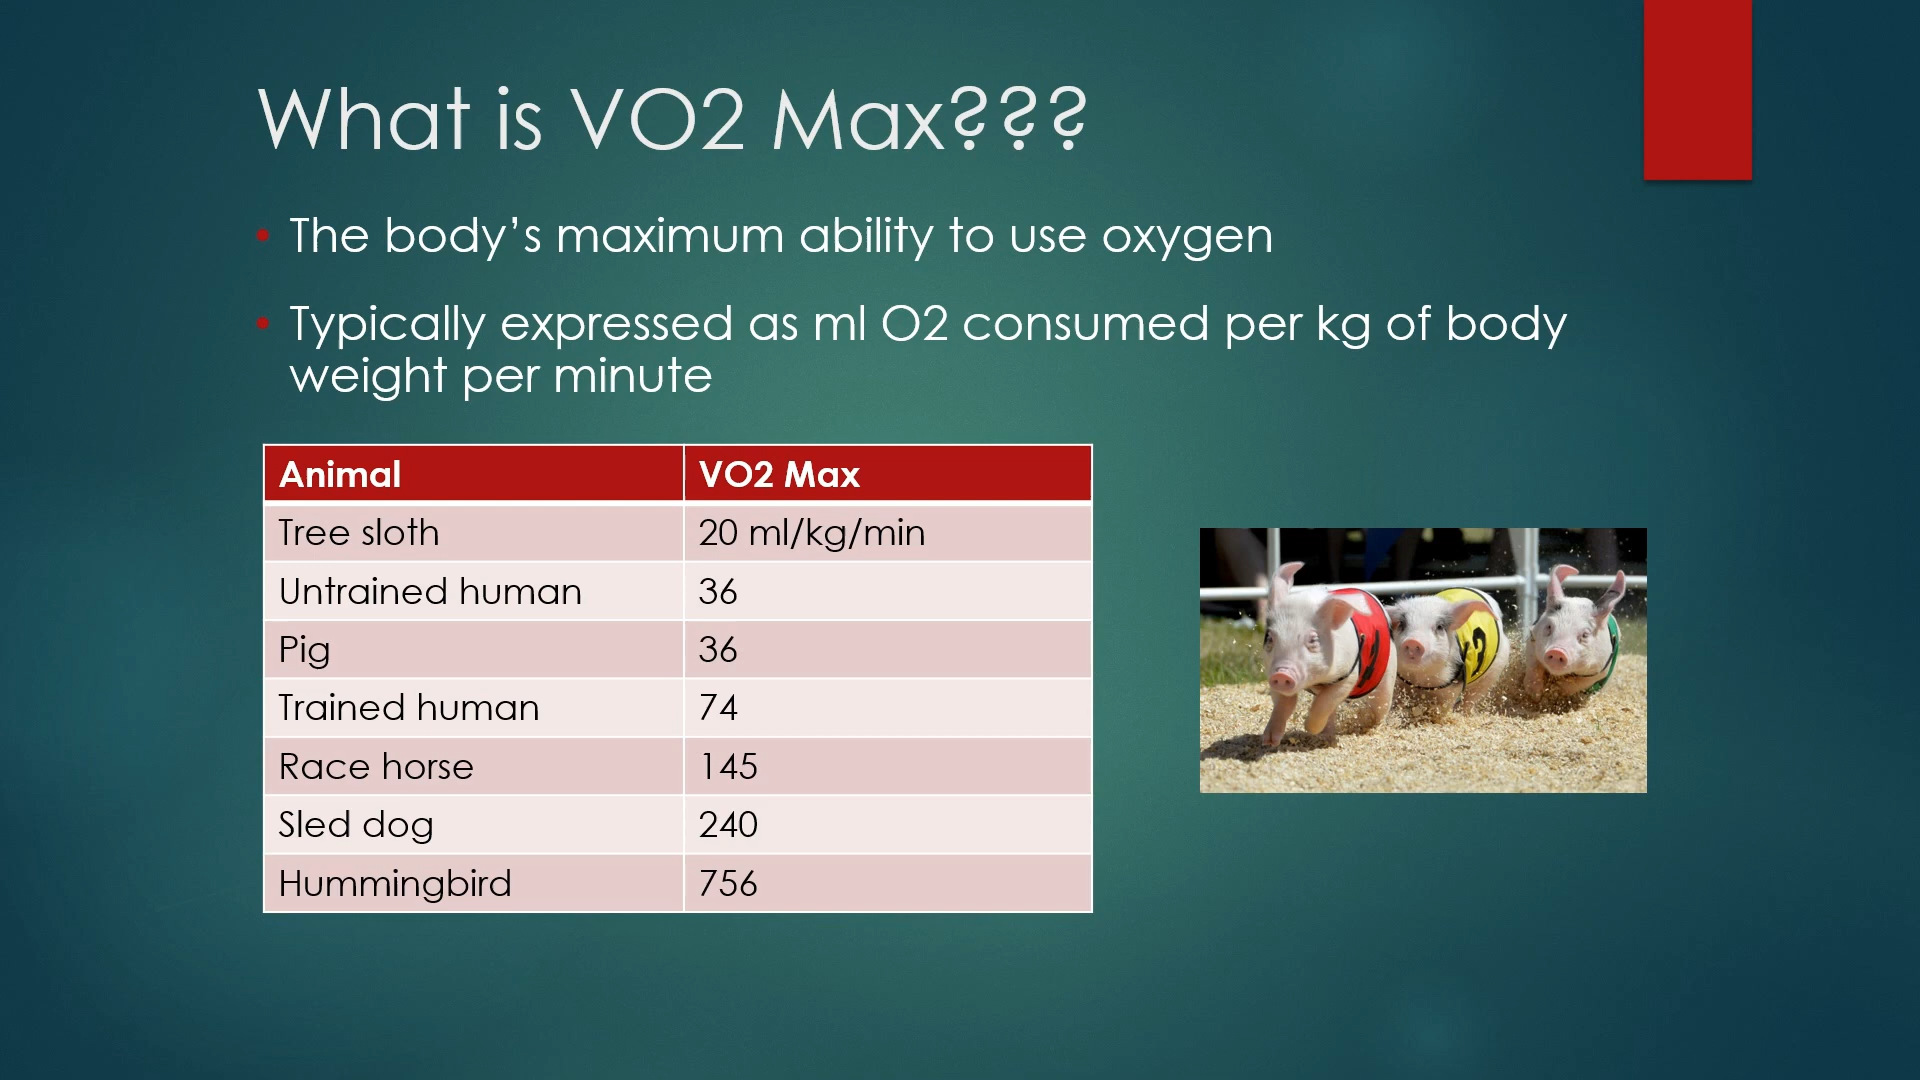 What is VO2 Max???
• The body’s maximum ability to use oxygen
• Typically expressed as ml O2 consumed per kg of body
weight per minute
Animal VO2 Max
Tree sloth 20 ml/kg/min
Untrained human 36
Pig 36
Trained human 74
Race horse 145
Sled dog 240
Hummingbird 756
2